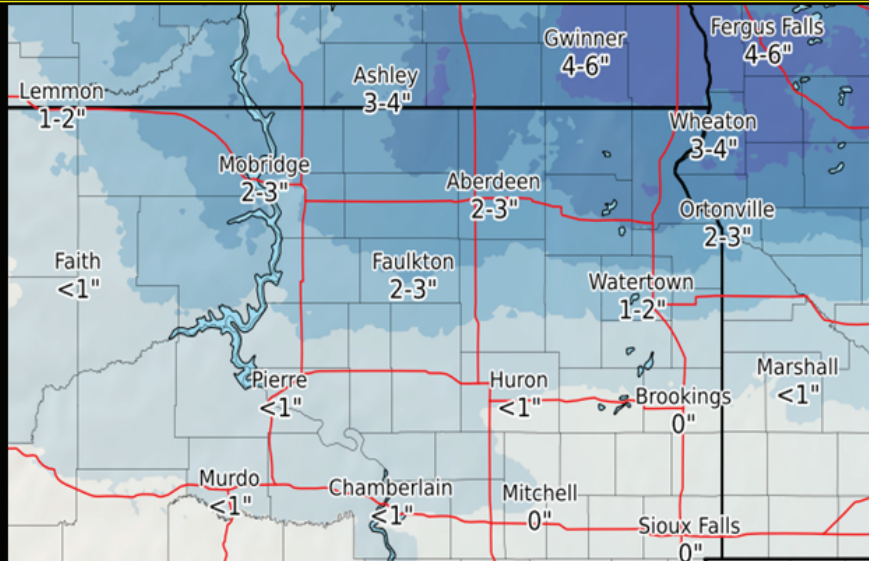 Fergus Falls
4-6"
Gwinner
4-6"
Ashley
3-4"
Lemmon
1-2"
Wheaton
3-4"
Mobridge
2-3"
Aberdeen
2-3"
Ortonville
2-3"
Faith
<1"
Faulkton
2-3"
Watertown
1-2"
Marshall
<1"
Pierre
<1"
Huron
<1"
Brookings
0"
Murdo
<1"
Chamberlain
<1"
Mitchell
0"
Sioux Falls
0"